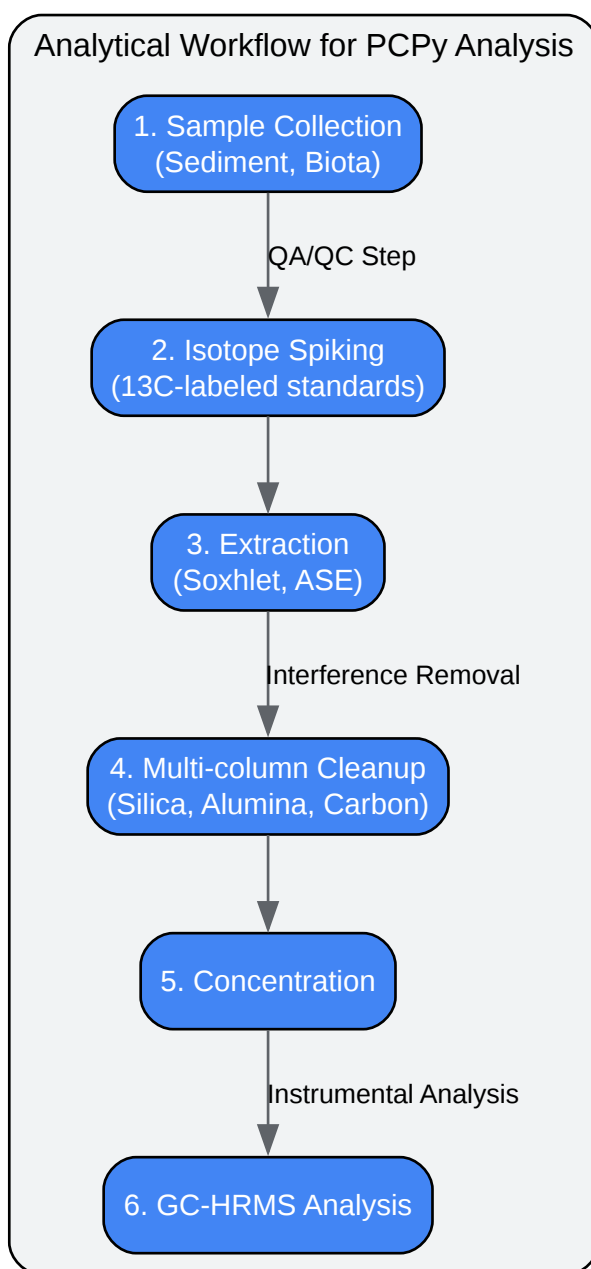 Analytical Workflow for PCPy Analysis
1. Sample Collection
(Sediment, Biota)
QA/QC Step
2. Isotope Spiking
(13C-labeled standards)
3. Extraction
(Soxhlet, ASE)
Interference Removal
4. Multi-column Cleanup
(Silica, Alumina, Carbon)
5. Concentration
Instrumental Analysis
6. GC-HRMS Analysis